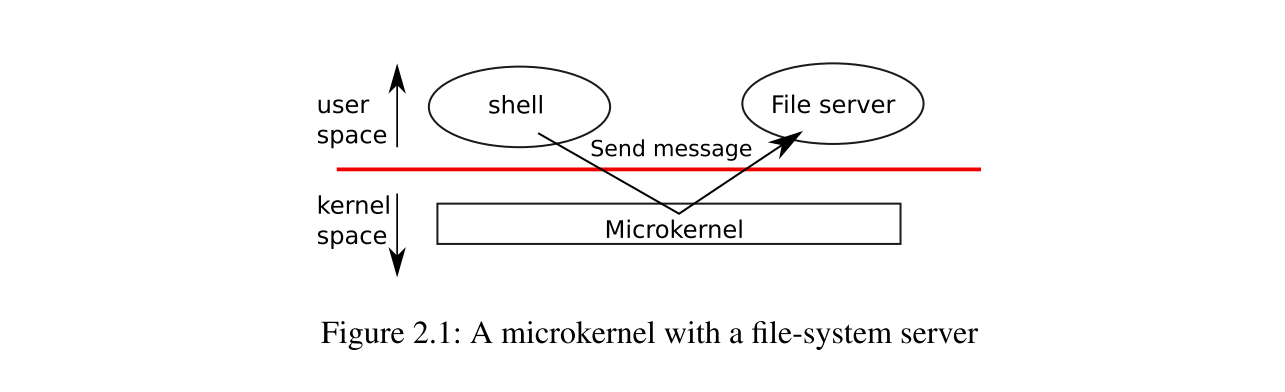 shell
File server
user
space
Send message
kernel
space
Microkernel
Figure 2.1: A microkernel with a file-system server